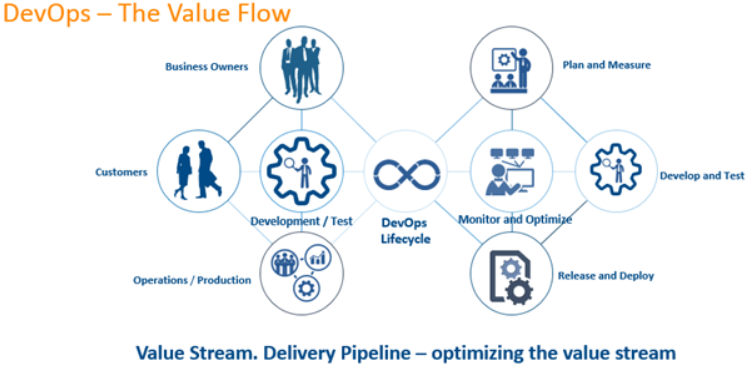 DevOps – The Value Flow
Business Owners
Plan and Measure
Customers
Develop and Test
Development / Test
DevOps
Lifecycle
Monitor and Optimize
Operations / Production
Release and Deploy
Value Stream. Delivery Pipeline – optimizing the value stream